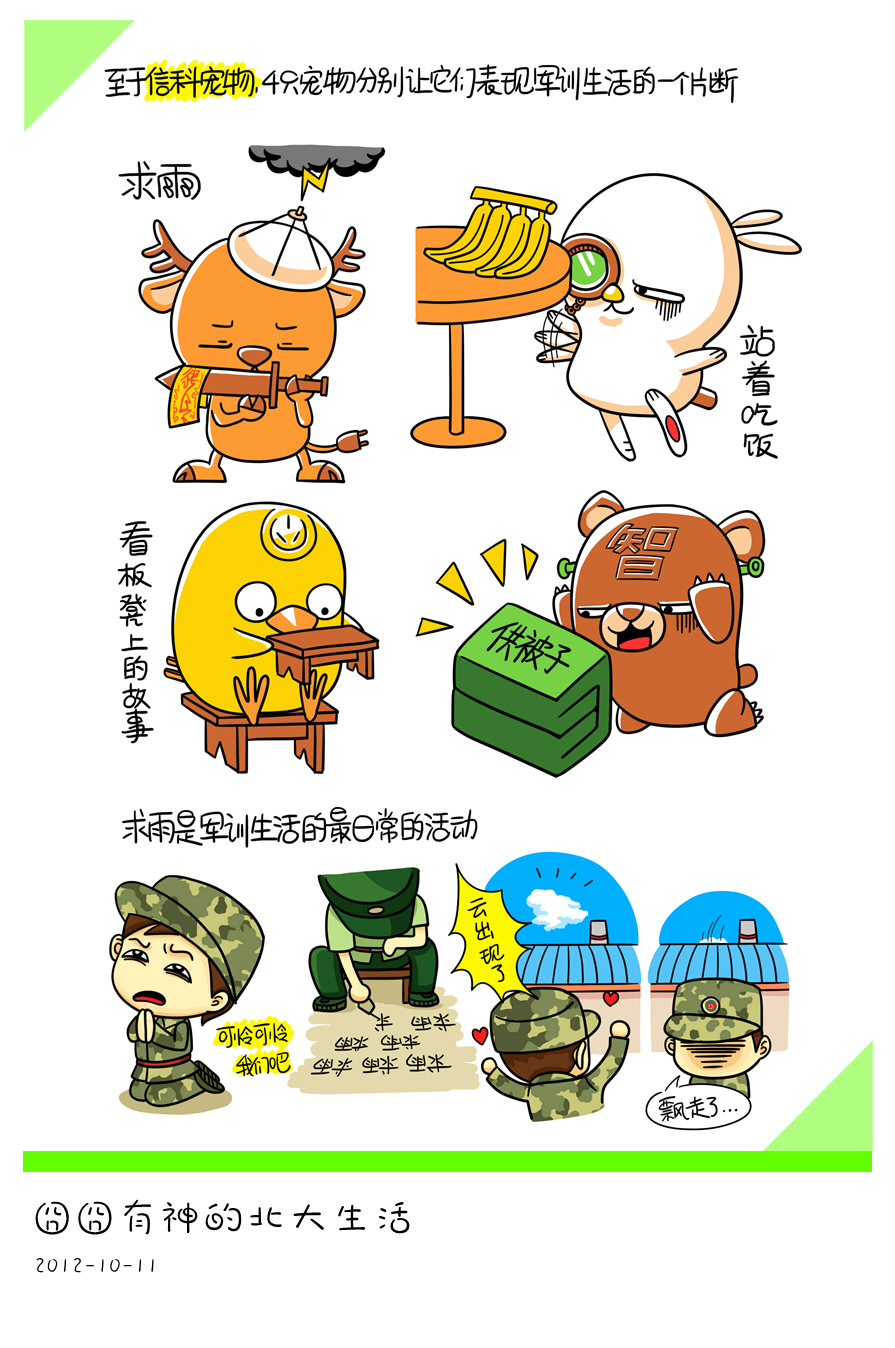 至于信科宠物,4只宠物分别让它们表现军训生活的一个片断
求雨
站着吃饭
看板凳上的故事
智
供被子
求雨是军训生活的最日常的活动
可怜可怜
我们吧
求 求雨
求雨 求雨
求雨 求雨 求雨
云出现了
飘走了...
囧囧有神的北大生活
2012-10-11